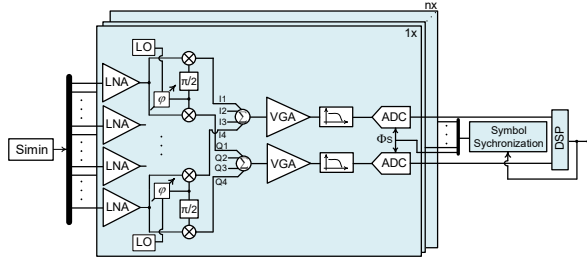 nx
1x
LO
LNA
π/2
φ
I1
I2
I3
I4
LNA
VGA
ADC
Simin
ΦS
Symbol
Sychronization
DSP
Q1
Q2
Q3
Q4
LNA
VGA
ADC
φ
π/2
LNA
LO